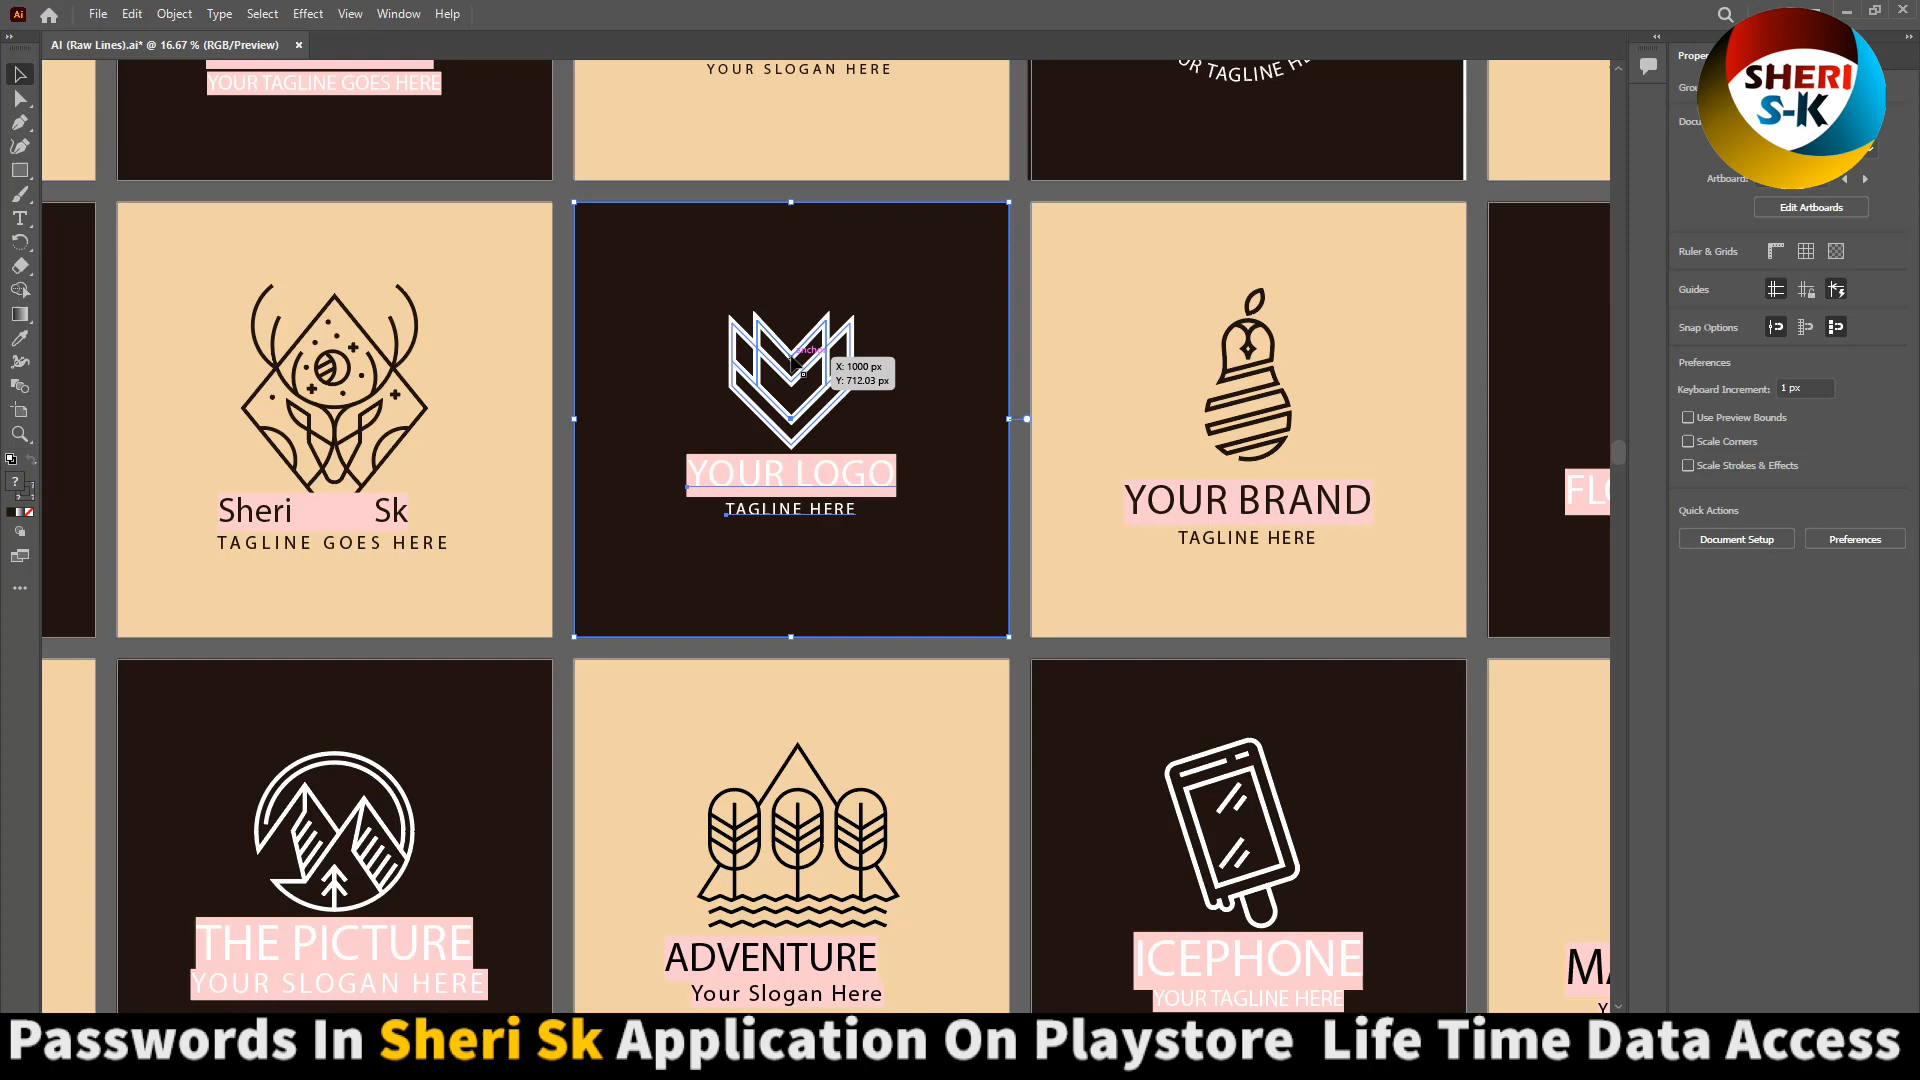 File Edit Object Type Select Effect View Window Help
AI (Raw Lines).ai* @ 16.67 % (RGB/Preview)
YOUR TAGLINE GOES HERE
YOUR SLOGAN HERE
YOUR TAGLINE
SHERI
S-K
Artboard:
Edit Artboards
Ruler & Grids
Guides
Snap Options
Preferences
Keyboard Increment: 1 px
Use Preview Bounds
Scale Corners
Scale Strokes & Effects
Quick Actions
Document Setup
Preferences
X: 1000 px
Y: 712.03 px
Sheri Sk
TAGLINE GOES HERE
YOUR LOGO
TAGLINE HERE
YOUR BRAND
TAGLINE HERE
THE PICTURE
YOUR SLOGAN HERE
ADVENTURE
Your Slogan Here
ICEPHONE
YOUR TAGLINE HERE
Passwords In Sheri Sk Application On Playstore Life Time Data Access